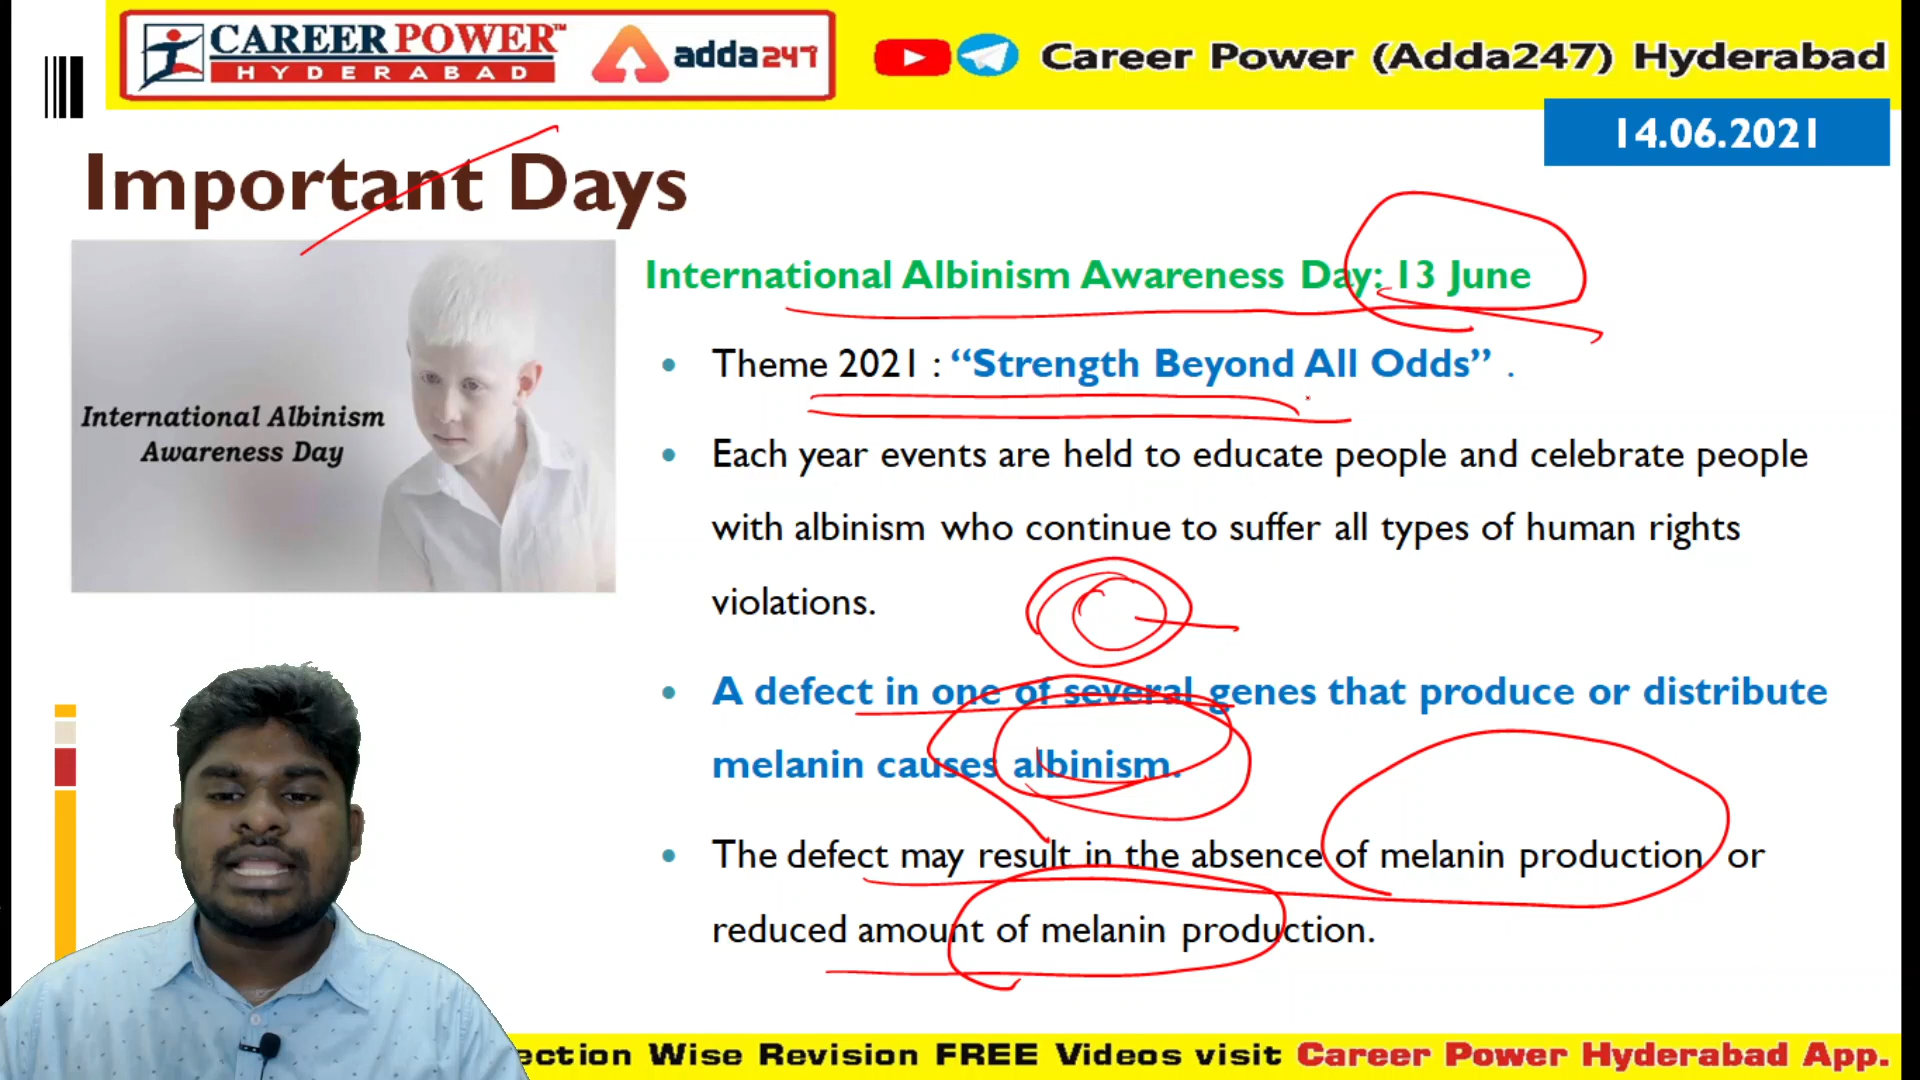 CAREER POWER™
HYDERABAD
adda247
Career Power (Adda247) Hyderabad
14.06.2021
Important Days
International Albinism
Awareness Day
International Albinism Awareness Day: 13 June
• Theme 2021 : “Strength Beyond All Odds” .
• Each year events are held to educate people and celebrate people
with albinism who continue to suffer all types of human rights
violations.
• A defect in one of several genes that produce or distribute
melanin causes albinism.
• The defect may result in the absence of melanin production or
reduced amount of melanin production.
ection Wise Revision FREE Videos visit Career Power Hyderabad App.